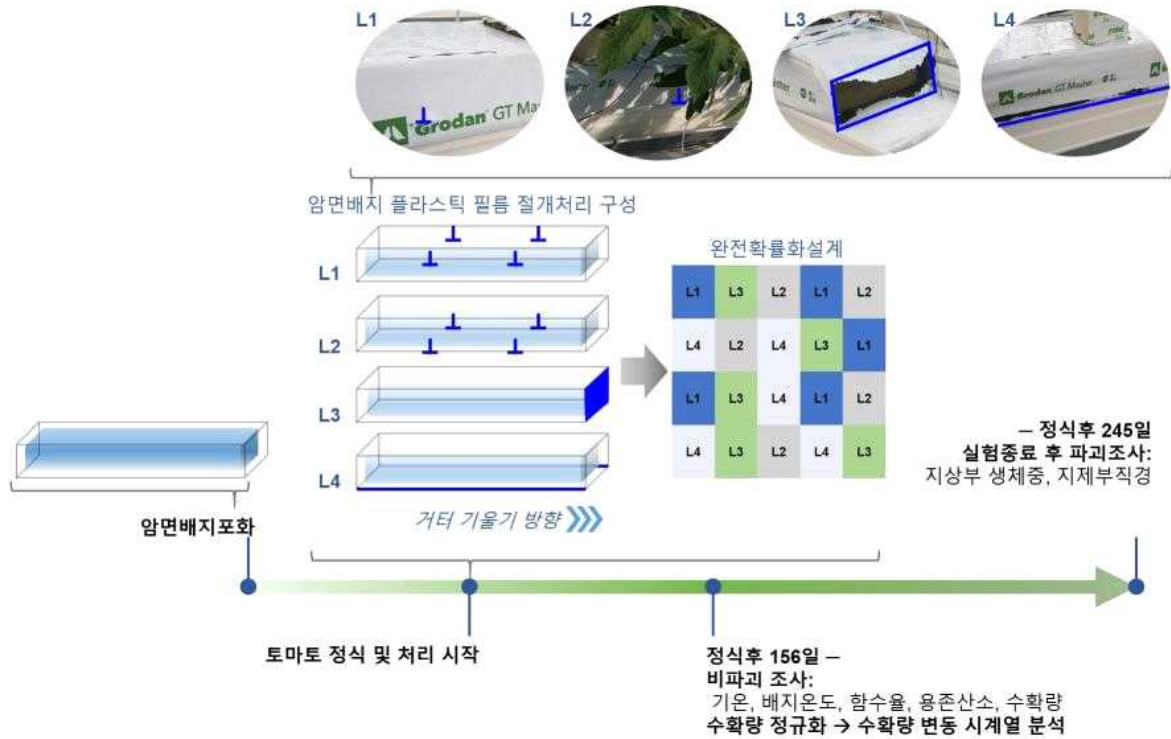 L1
L2
L3
L4
Grodan GT Master
Grodan GT Master
암면배지 플라스틱 필름 절개처리 구성
L1
L2
L3
L4
거터 기울기 방향
완전확률화설계
L1 L3 L2 L1 L2
L4 L2 L4 L3 L1
L1 L3 L4 L1 L2
L4 L3 L2 L4 L3
암면배지포화
토마토 정식 및 처리 시작
정식후 156일 –
비파괴 조사:
기온, 배지온도, 함수율, 용존산소, 수확량
수확량 정규화 → 수확량 변동 시계열 분석
– 정식후 245일
실험종료 후 파괴조사:
지상부 생체중, 지제부직경